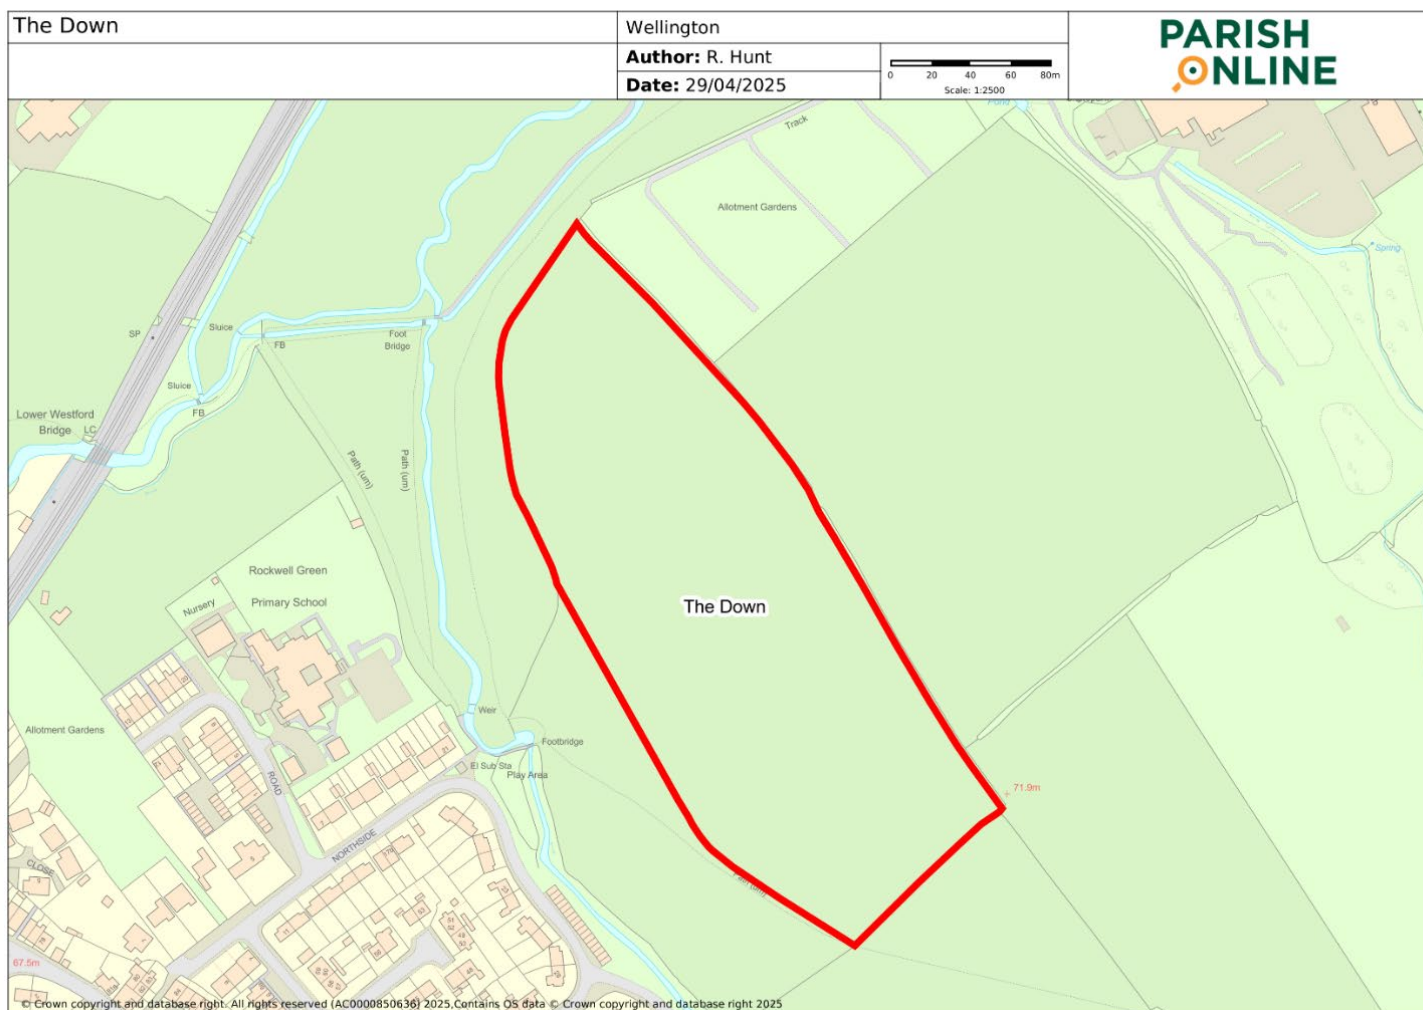 The Down
Wellington
Author: R. Hunt
Date: 29/04/2025
0 20 40 60 80m
Scale: 1:2500
PARISH
ONLINE
Pond
Track
Allotment Gardens
Spring
SP
Sluice
FB
Foot
Bridge
Sluice
FB
Lower Westford
Bridge
LC
Path (um)
Path (um)
Rockwell Green
Primary School
Nursery
The Down
Allotment Gardens
Weir
Footbridge
El Sub Sta
Play Area
71.9m
ROAD
NORTHSIDE
CLOSE
67.5m
© Crown copyright and database right. All rights reserved (AC0000850636) 2025,Contains OS data © Crown copyright and database right 2025